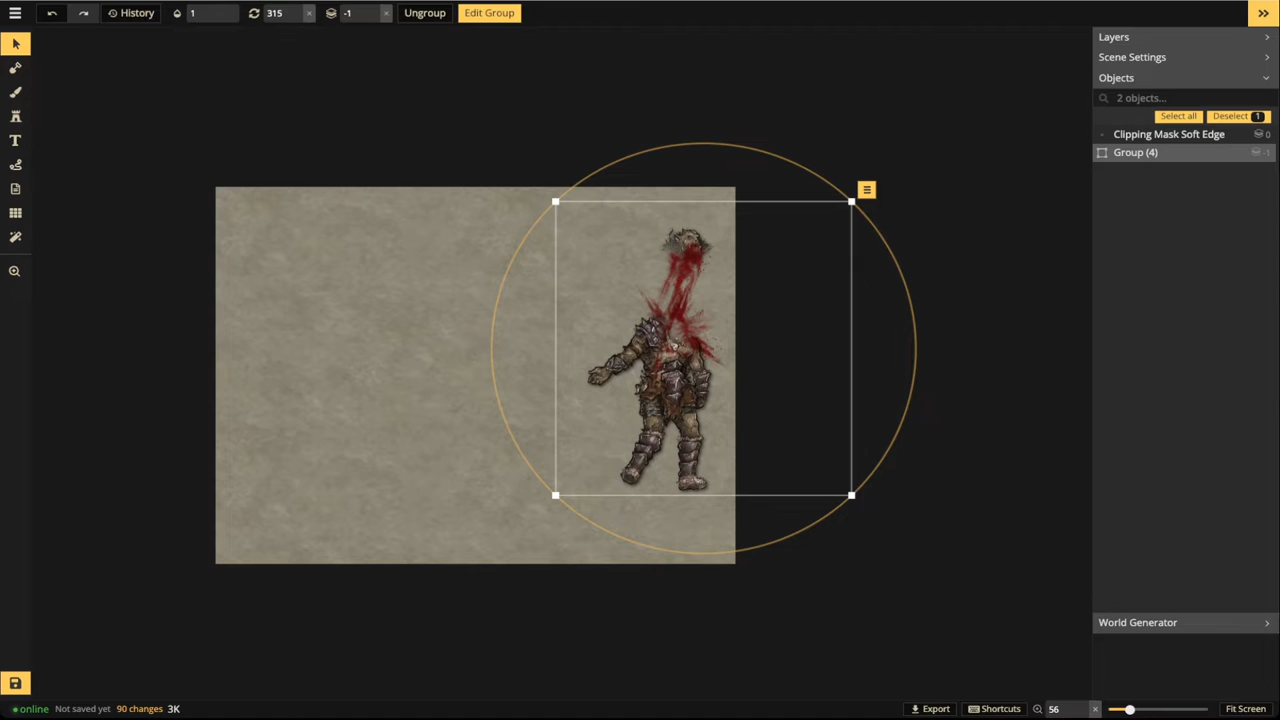 History 1 315 × -1 × Ungroup Edit Group
Layers
Scene Settings
Objects
2 objects...
Select all Deselect 1
Clipping Mask Soft Edge 0
Group (4) -1
World Generator
online Not saved yet 90 changes 3K Export Shortcuts 56 × Fit Screen